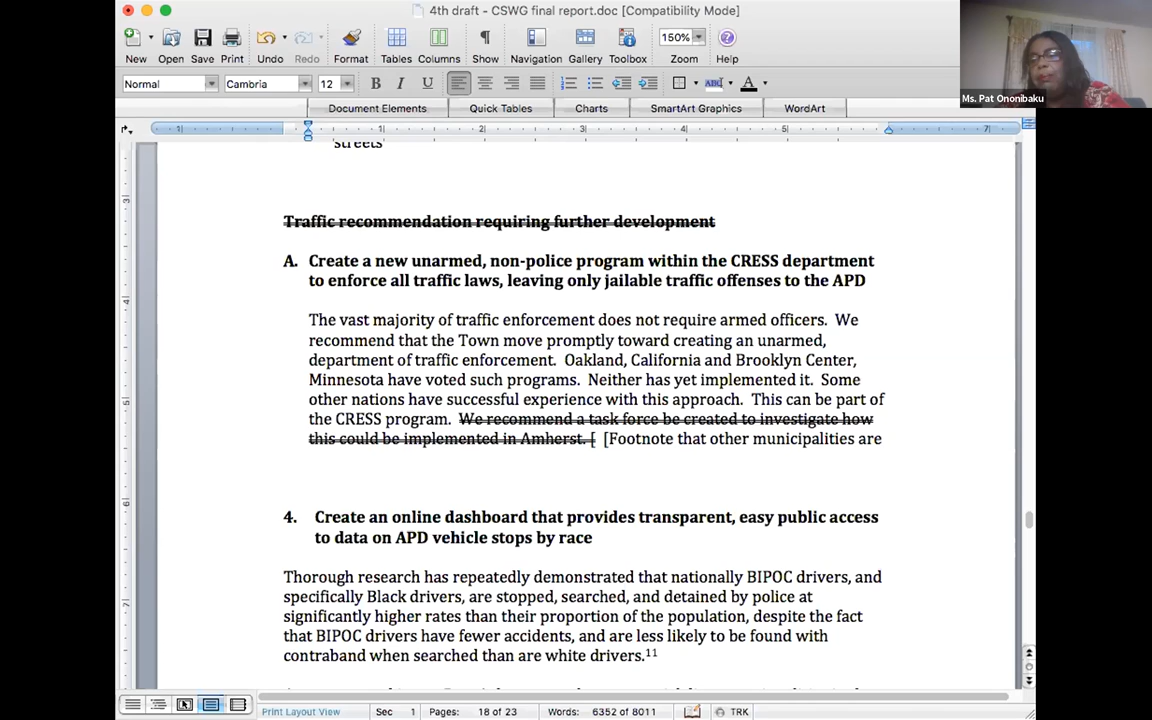 4th draft - CSWG final report.doc [Compatibility Mode]
New Open Save Print Undo Redo Format Tables Columns Show Navigation Gallery Toolbox Zoom Help
150%
Normal Cambria 12 B I U ABC A
Document Elements Quick Tables Charts SmartArt Graphics WordArt
Ms. Pat Ononibaku
1 1 2 3 4 5 7
streets
Traffic recommendation requiring further development
A. Create a new unarmed, non-police program within the CRESS department
to enforce all traffic laws, leaving only jailable traffic offenses to the APD
The vast majority of traffic enforcement does not require armed officers. We
recommend that the Town move promptly toward creating an unarmed,
department of traffic enforcement. Oakland, California and Brooklyn Center,
Minnesota have voted such programs. Neither has yet implemented it. Some
other nations have successful experience with this approach. This can be part of
the CRESS program. We recommend a task force be created to investigate how
this could be implemented in Amherst. [ [Footnote that other municipalities are
4. Create an online dashboard that provides transparent, easy public access
to data on APD vehicle stops by race
Thorough research has repeatedly demonstrated that nationally BIPOC drivers, and
specifically Black drivers, are stopped, searched, and detained by police at
significantly higher rates than their proportion of the population, despite the fact
that BIPOC drivers have fewer accidents, and are less likely to be found with
contraband when searched than are white drivers.11
Print Layout View Sec 1 Pages: 18 of 23 Words: 6352 of 8011 TRK